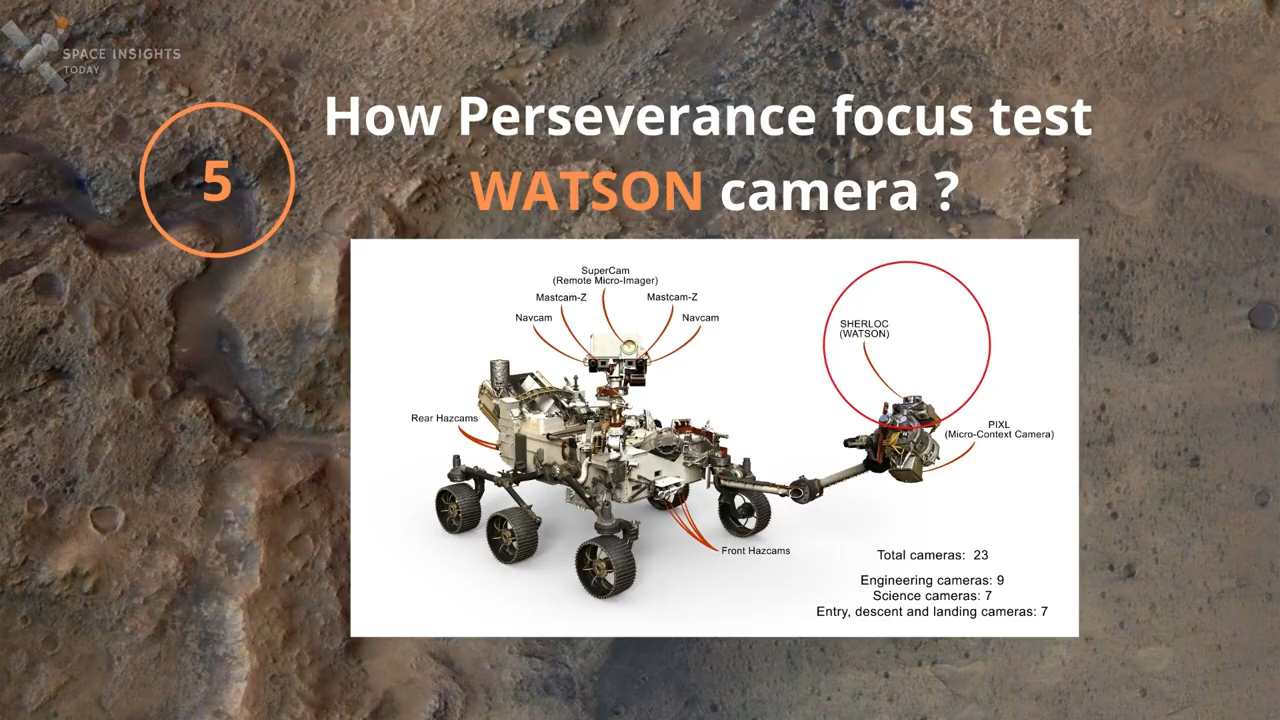 SPACE INSIGHTS
TODAY
5
How Perseverance focus test
WATSON camera ?
SuperCam
(Remote Micro-Imager)
Mastcam-Z
Mastcam-Z
Navcam
Navcam
SHERLOC
(WATSON)
Rear Hazcams
PIXL
(Micro-Context Camera)
Front Hazcams
Total cameras: 23
Engineering cameras: 9
Science cameras: 7
Entry, descent and landing cameras: 7